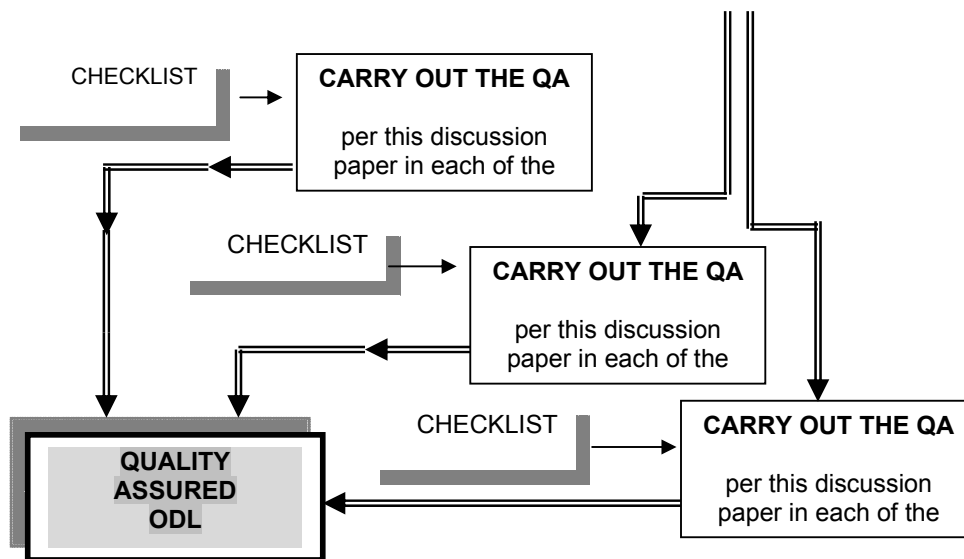 CHECKLIST
CARRY OUT THE QA
per this discussion
paper in each of the
CHECKLIST
CARRY OUT THE QA
per this discussion
paper in each of the
CHECKLIST
CARRY OUT THE QA
per this discussion
paper in each of the
QUALITY
ASSURED
ODL